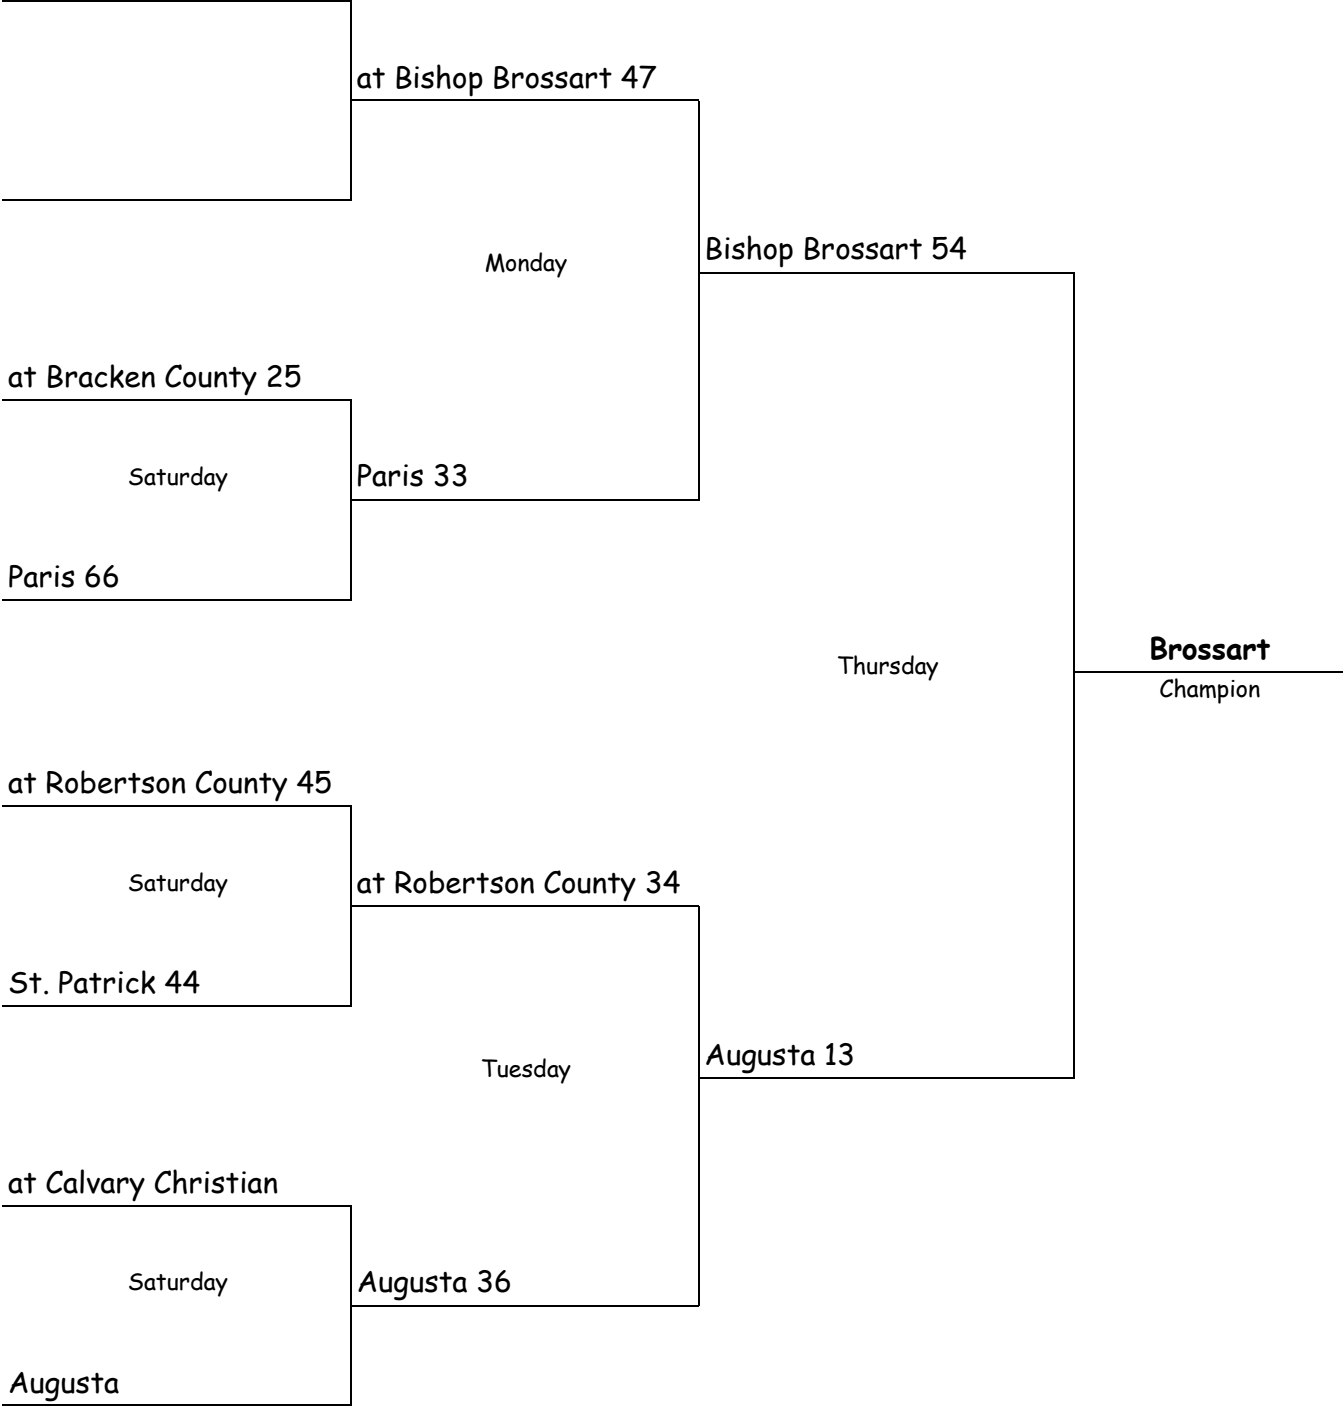 at Bishop Brossart 47
Bishop Brossart 54
Monday
at Bracken County 25
Saturday
Paris 33
Paris 66
Brossart
Thursday
Champion
at Robertson County 45
Saturday
at Robertson County 34
St. Patrick 44
Augusta 13
Tuesday
at Calvary Christian
Saturday
Augusta 36
Augusta